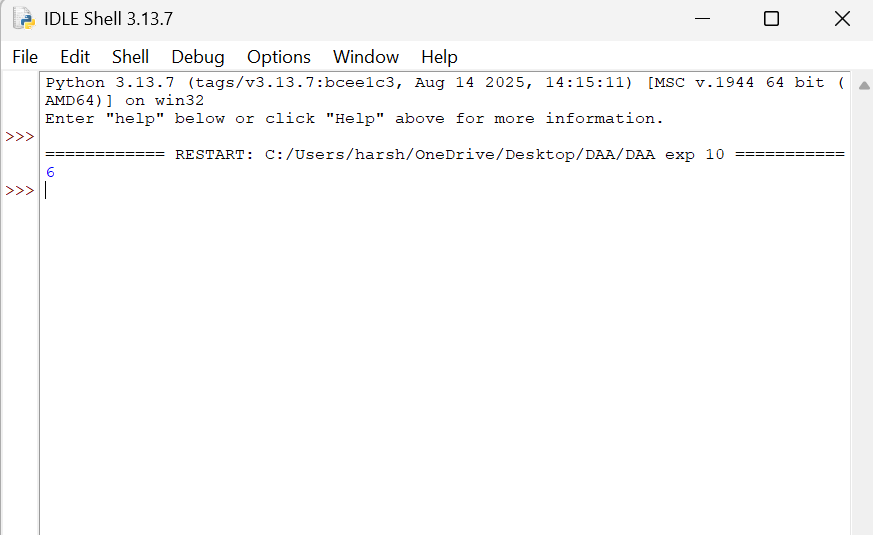 IDLE Shell 3.13.7
File Edit Shell Debug Options Window Help
Python 3.13.7 (tags/v3.13.7:bcee1c3, Aug 14 2025, 14:15:11) [MSC v.1944 64 bit (
AMD64)] on win32
Enter "help" below or click "Help" above for more information.
>>>
============ RESTART: C:/Users/harsh/OneDrive/Desktop/DAA/DAA exp 10 ===========
6
>>>